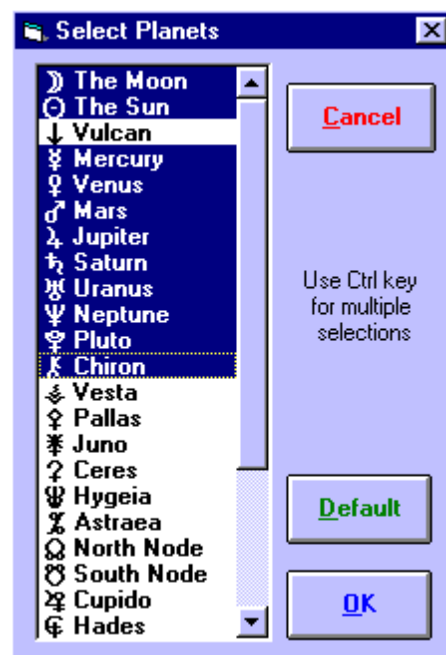 Select Planets
☽ The Moon
☉ The Sun
↓ Vulcan
☿ Mercury
♀ Venus
♂ Mars
♃ Jupiter
♄ Saturn
♅ Uranus
♆ Neptune
♇ Pluto
⚷ Chiron
⚶ Vesta
⚴ Pallas
⚵ Juno
⚳ Ceres
Hygeia
Astraea
☊ North Node
☋ South Node
Cupido
Hades
Cancel
Use Ctrl key
for multiple
selections
Default
OK